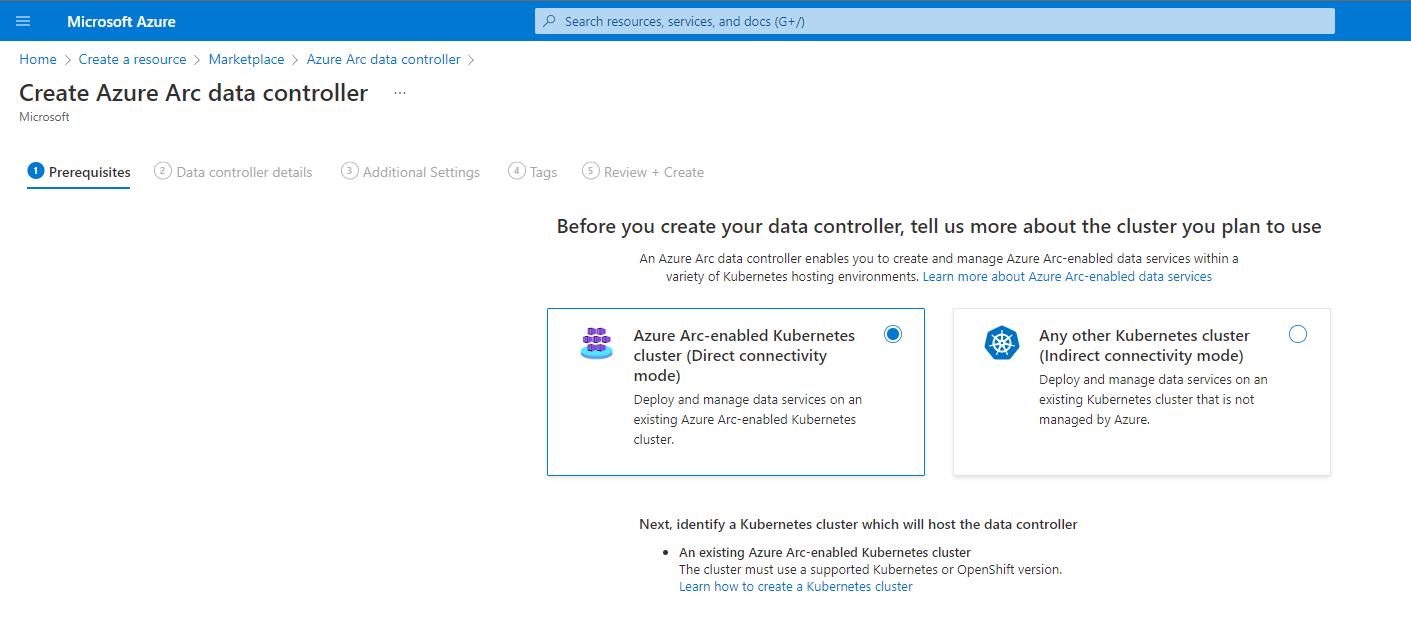 Microsoft Azure
Search resources, services, and docs (G+/)
Home > Create a resource > Marketplace > Azure Arc data controller >
Create Azure Arc data controller ...
Microsoft
1 Prerequisites
2 Data controller details
3 Additional Settings
4 Tags
5 Review + Create
Before you create your data controller, tell us more about the cluster you plan to use
An Azure Arc data controller enables you to create and manage Azure Arc-enabled data services within a
variety of Kubernetes hosting environments. Learn more about Azure Arc-enabled data services
Azure Arc-enabled Kubernetes
cluster (Direct connectivity
mode)
Deploy and manage data services on an
existing Azure Arc-enabled Kubernetes
cluster.
Any other Kubernetes cluster
(Indirect connectivity mode)
Deploy and manage data services on an
existing Kubernetes cluster that is not
managed by Azure.
Next, identify a Kubernetes cluster which will host the data controller
• An existing Azure Arc-enabled Kubernetes cluster
The cluster must use a supported Kubernetes or OpenShift version.
Learn how to create a Kubernetes cluster